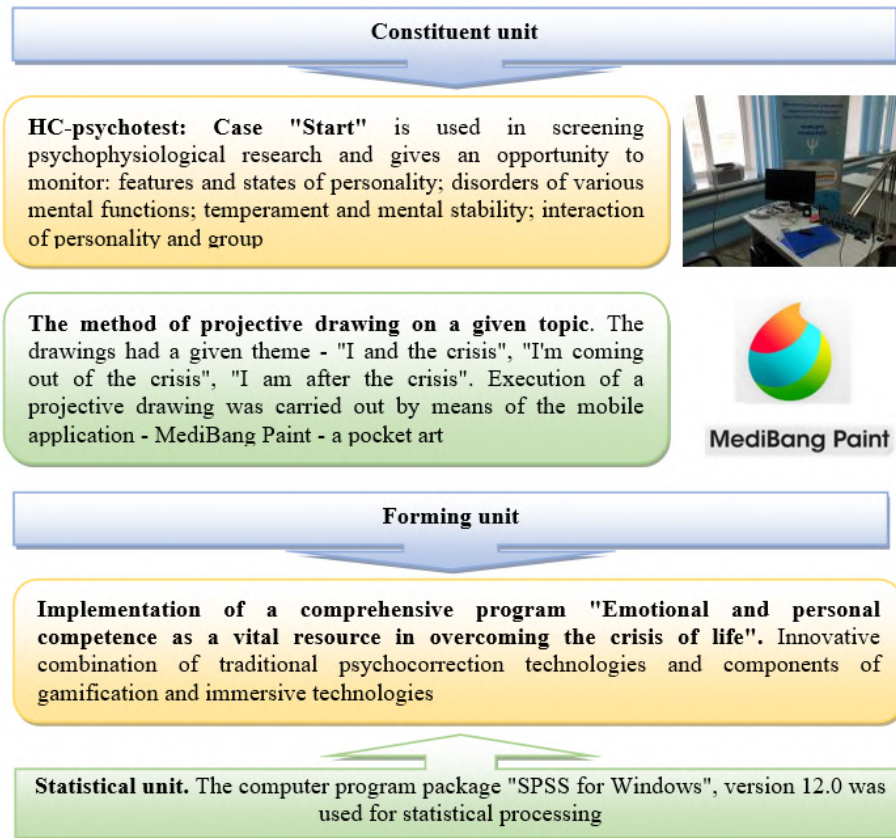 Constituent unit
HC-psychotest: Case "Start" is used in screening
psychophysiological research and gives an opportunity to
monitor: features and states of personality; disorders of various
mental functions; temperament and mental stability; interaction
of personality and group
The method of projective drawing on a given topic. The
drawings had a given theme - "I and the crisis", "I'm coming
out of the crisis", "I am after the crisis". Execution of a
projective drawing was carried out by means of the mobile
application - MediBang Paint - a pocket art
MediBang Paint
Forming unit
Implementation of a comprehensive program "Emotional and personal
competence as a vital resource in overcoming the crisis of life". Innovative
combination of traditional psychocorrection technologies and components of
gamification and immersive technologies
Statistical unit. The computer program package "SPSS for Windows", version 12.0 was
used for statistical processing